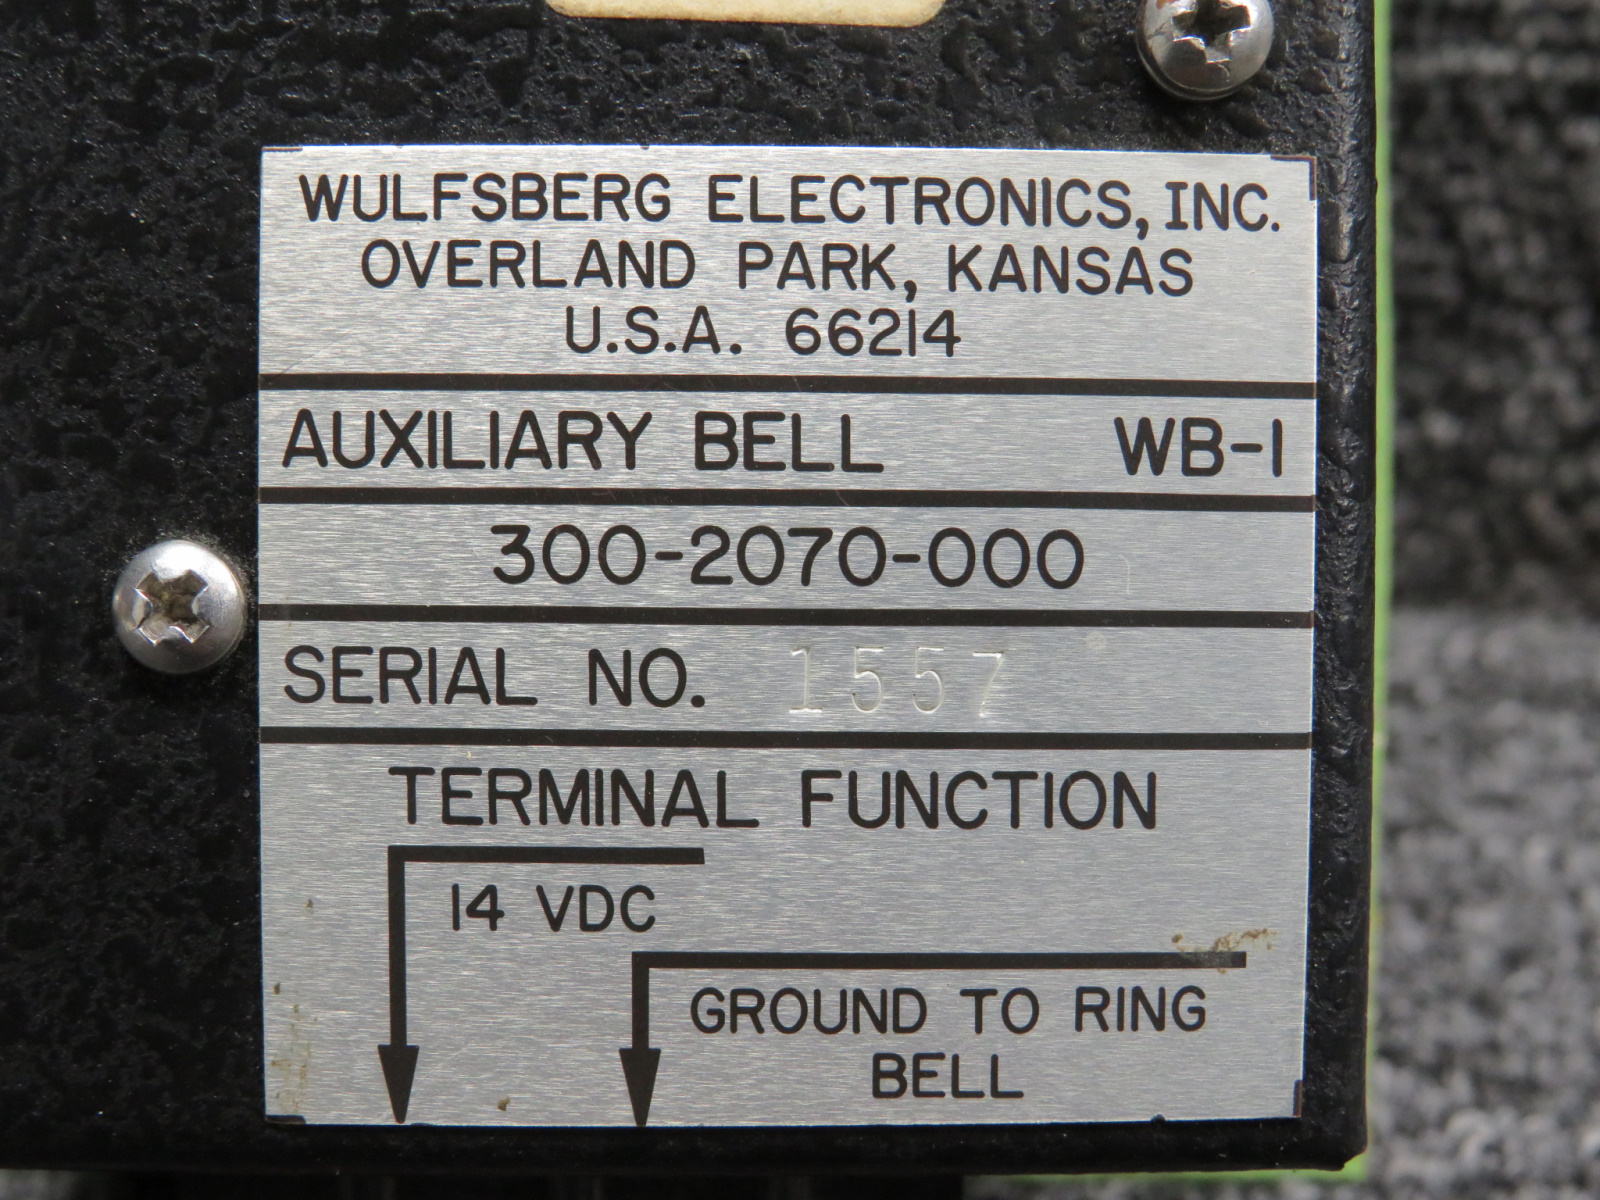 WULFSBERG ELECTRONICS, INC.
OVERLAND PARK, KANSAS
U.S.A. 66214
AUXILIARY BELL WB-1
300-2070-000
SERIAL NO. 1557
TERMINAL FUNCTION
14 VDC
GROUND TO RING
BELL